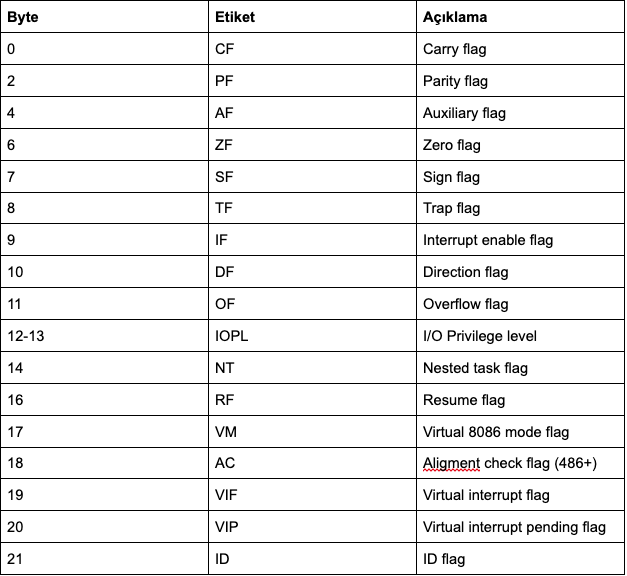 Byte Etiket Açıklama
0 CF Carry flag
2 PF Parity flag
4 AF Auxiliary flag
6 ZF Zero flag
7 SF Sign flag
8 TF Trap flag
9 IF Interrupt enable flag
10 DF Direction flag
11 OF Overflow flag
12-13 IOPL I/O Privilege level
14 NT Nested task flag
16 RF Resume flag
17 VM Virtual 8086 mode flag
18 AC Aligment check flag (486+)
19 VIF Virtual interrupt flag
20 VIP Virtual interrupt pending flag
21 ID ID flag